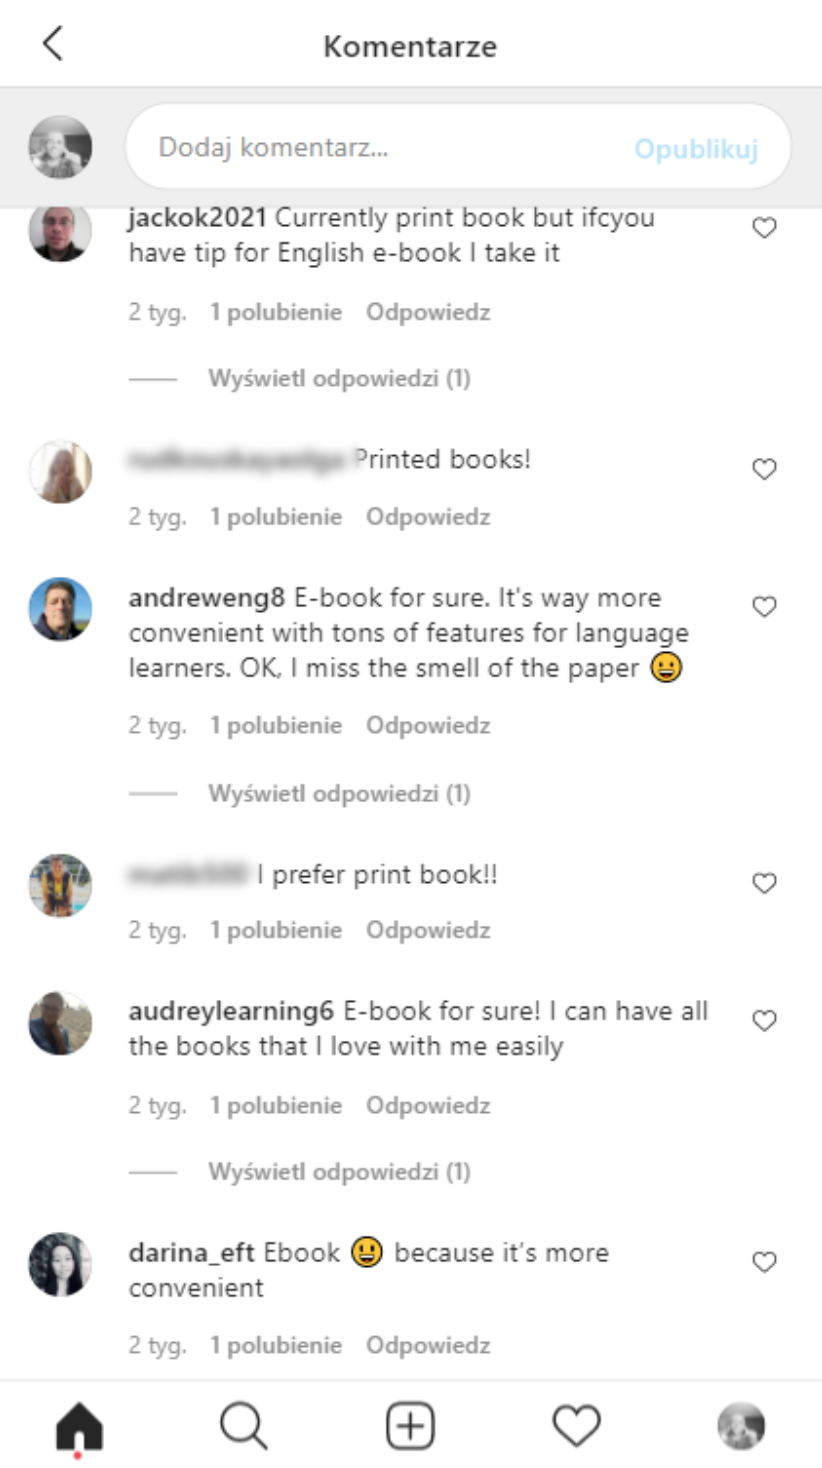 Komentarze
Dodaj komentarz...
Opublikuj
jackok2021 Currently print book but ifcyou
have tip for English e-book I take it
2 tyg. 1 polubienie Odpowiedz
Wyświetl odpowiedzi (1)
Printed books!
2 tyg. 1 polubienie Odpowiedz
andreweng8 E-book for sure. It's way more
convenient with tons of features for language
learners. OK, I miss the smell of the paper 😀
2 tyg. 1 polubienie Odpowiedz
Wyświetl odpowiedzi (1)
I prefer print book!!
2 tyg. 1 polubienie Odpowiedz
audreylearning6 E-book for sure! I can have all
the books that I love with me easily
2 tyg. 1 polubienie Odpowiedz
Wyświetl odpowiedzi (1)
darina_eft Ebook 😀 because it's more
convenient
2 tyg. 1 polubienie Odpowiedz